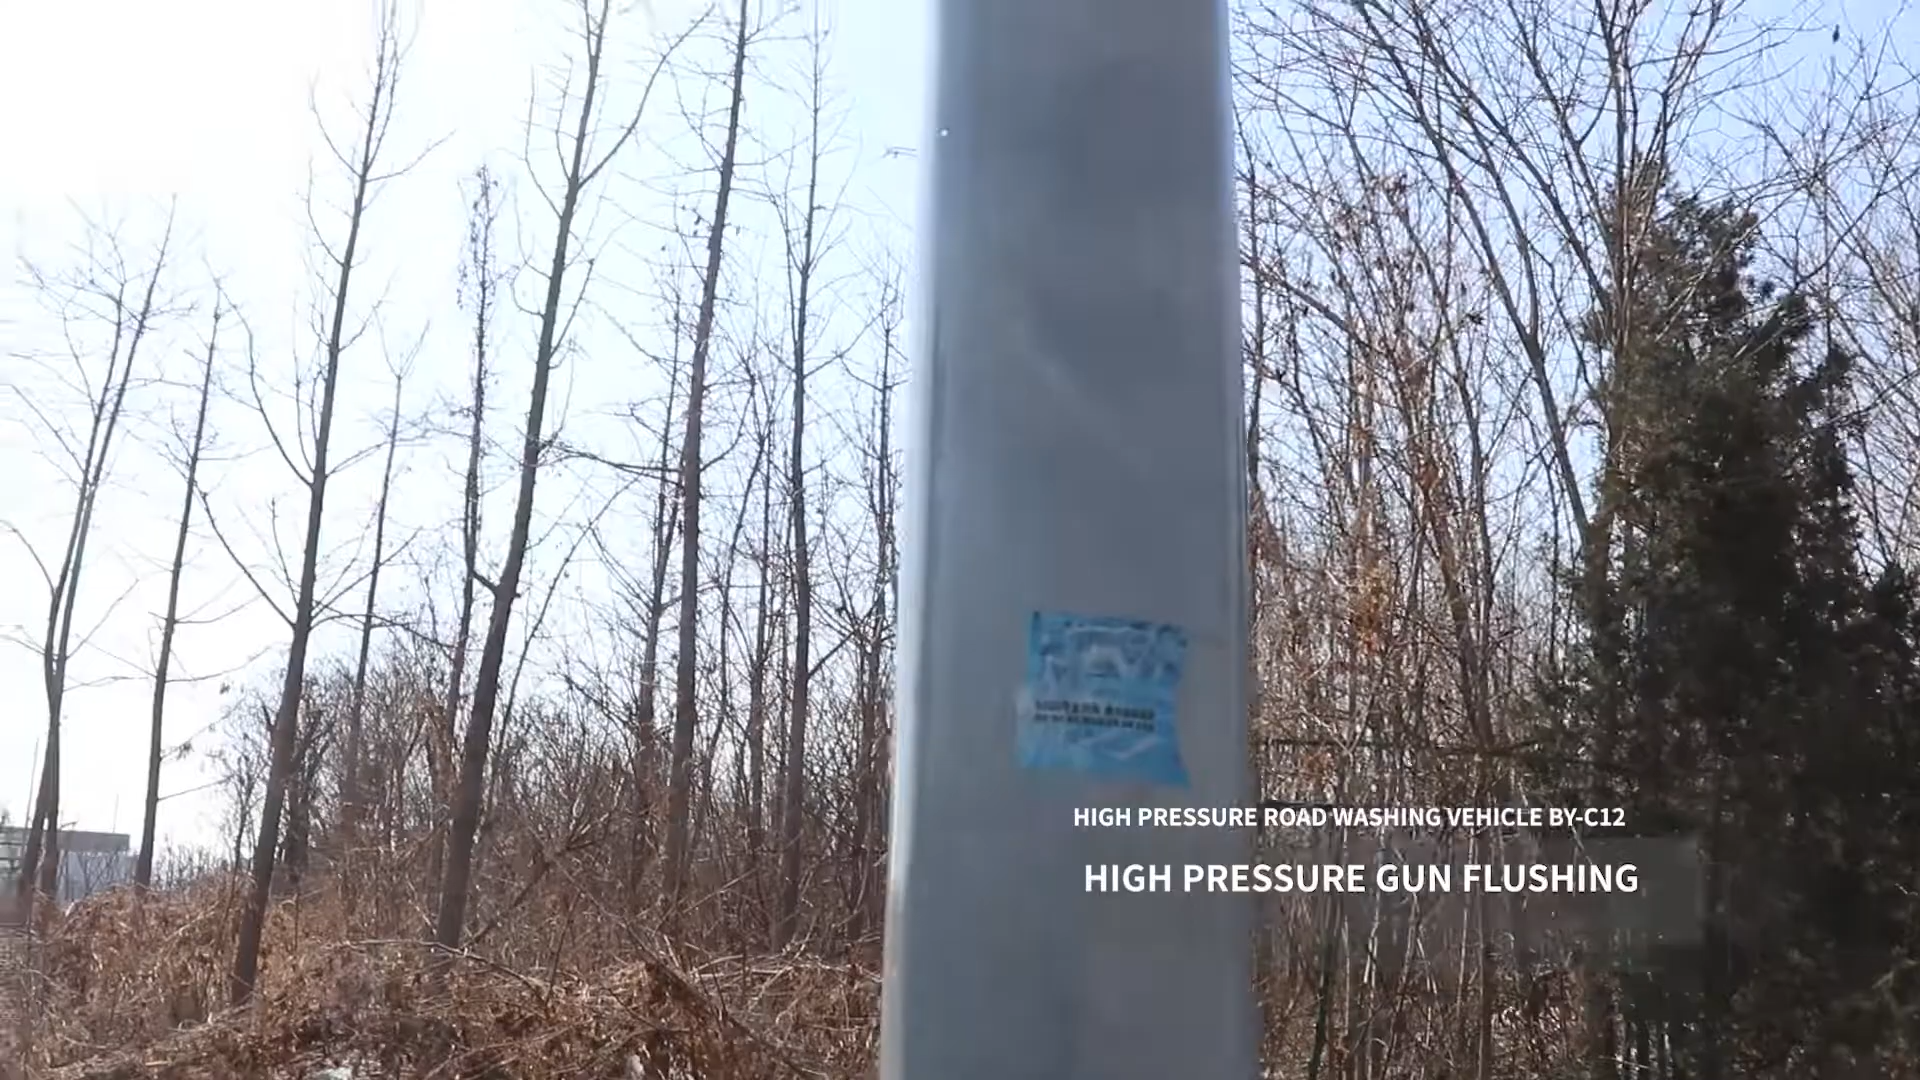 HIGH PRESSURE ROAD WASHING VEHICLE BY-C12
HIGH PRESSURE GUN FLUSHING